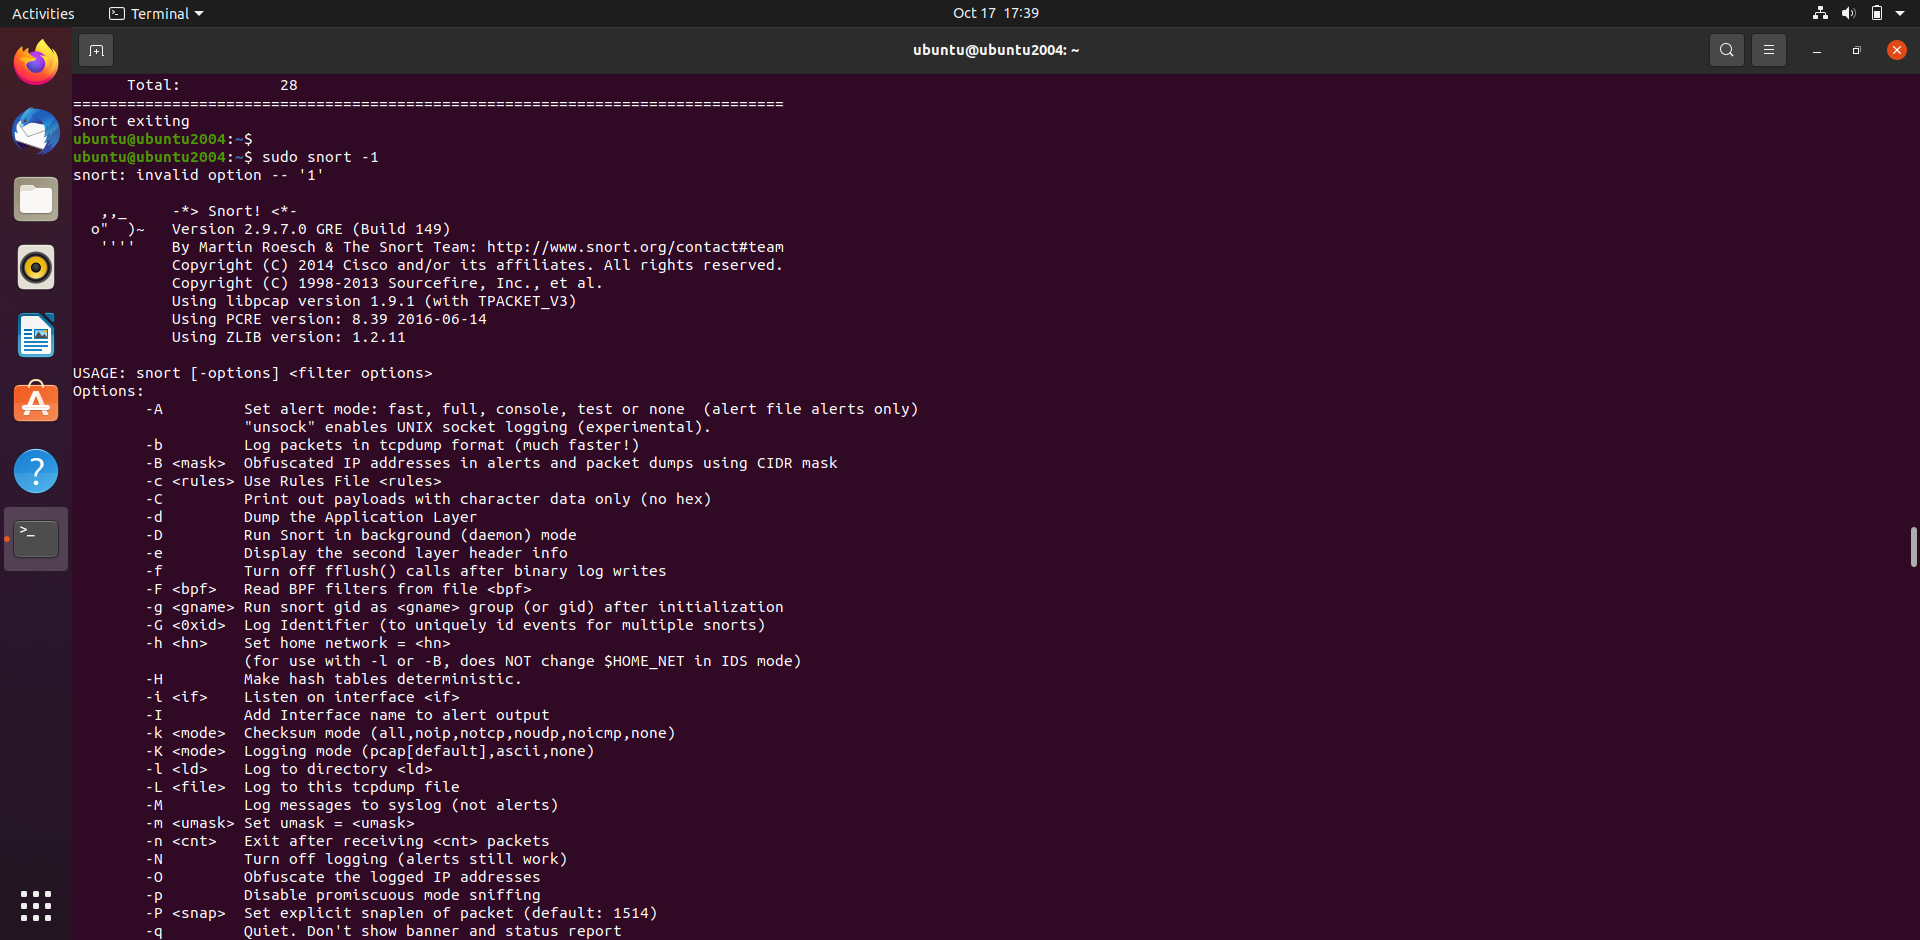 Activities Terminal Oct 17 17:39
ubuntu@ubuntu2004: ~
Total: 28
===============================================================================
Snort exiting
ubuntu@ubuntu2004:~$
ubuntu@ubuntu2004:~$ sudo snort -1
snort: invalid option -- '1'
,,_ -*> Snort! <*-
o" )~ Version 2.9.7.0 GRE (Build 149)
'''' By Martin Roesch & The Snort Team: http://www.snort.org/contact#team
Copyright (C) 2014 Cisco and/or its affiliates. All rights reserved.
Copyright (C) 1998-2013 Sourcefire, Inc., et al.
Using libpcap version 1.9.1 (with TPACKET_V3)
Using PCRE version: 8.39 2016-06-14
Using ZLIB version: 1.2.11
USAGE: snort [-options] <filter options>
Options:
-A Set alert mode: fast, full, console, test or none (alert file alerts only)
"unsock" enables UNIX socket logging (experimental).
-b Log packets in tcpdump format (much faster!)
-B <mask> Obfuscated IP addresses in alerts and packet dumps using CIDR mask
-c <rules> Use Rules File <rules>
-C Print out payloads with character data only (no hex)
-d Dump the Application Layer
-D Run Snort in background (daemon) mode
-e Display the second layer header info
-f Turn off fflush() calls after binary log writes
-F <bpf> Read BPF filters from file <bpf>
-g <gname> Run snort gid as <gname> group (or gid) after initialization
-G <0xid> Log Identifier (to uniquely id events for multiple snorts)
-h <hn> Set home network = <hn>
(for use with -l or -B, does NOT change $HOME_NET in IDS mode)
-H Make hash tables deterministic.
-i <if> Listen on interface <if>
-I Add Interface name to alert output
-k <mode> Checksum mode (all,noip,notcp,noudp,noicmp,none)
-K <mode> Logging mode (pcap[default],ascii,none)
-l <ld> Log to directory <ld>
-L <file> Log to this tcpdump file
-M Log messages to syslog (not alerts)
-m <umask> Set umask = <umask>
-n <cnt> Exit after receiving <cnt> packets
-N Turn off logging (alerts still work)
-O Obfuscate the logged IP addresses
-p Disable promiscuous mode sniffing
-P <snap> Set explicit snaplen of packet (default: 1514)
-q Quiet. Don't show banner and status report